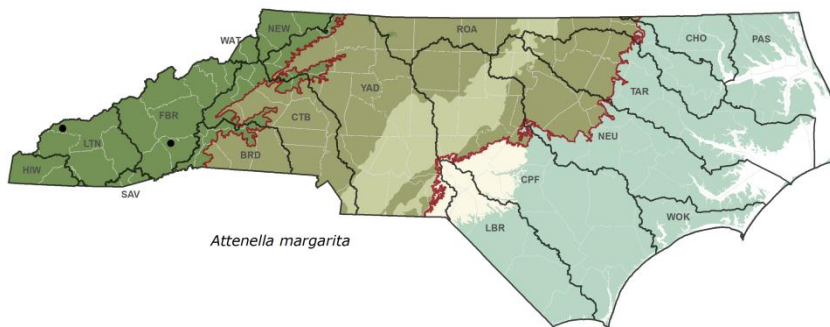 NEW
WAT
ROA
CHO
PAS
YAD
TAR
FBR
CTB
LTN
NEU
BRD
HIW
CPF
SAV
WOK
LBR
Attenella margarita